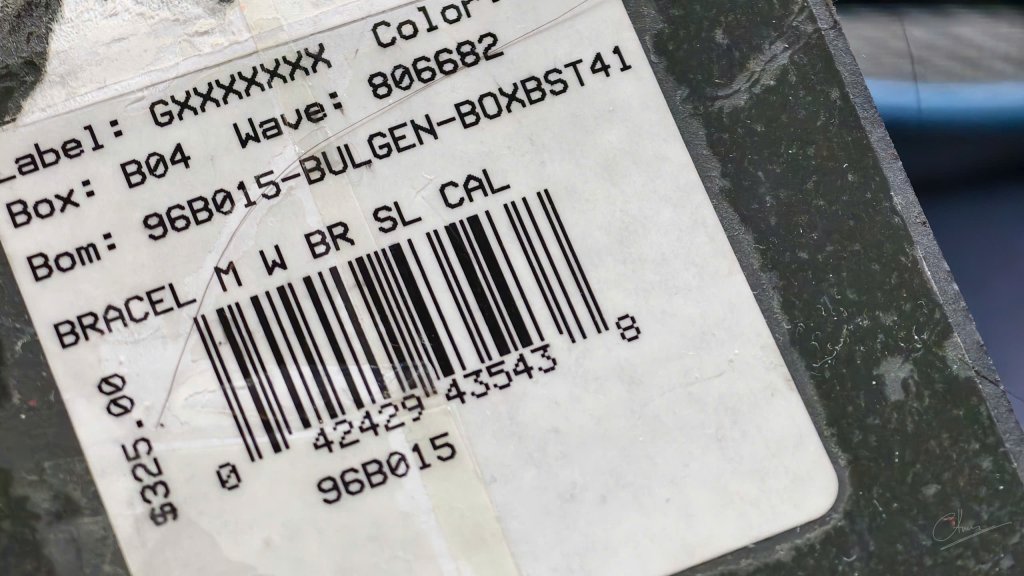 Label: GXXXXXXX Color:
Box: B04 Wave: 806682
Bom: 96B015-BULGEN-BOXBST41
BRACEL M W BR SL CAL
$325.00
0 42429 43543 8
96B015